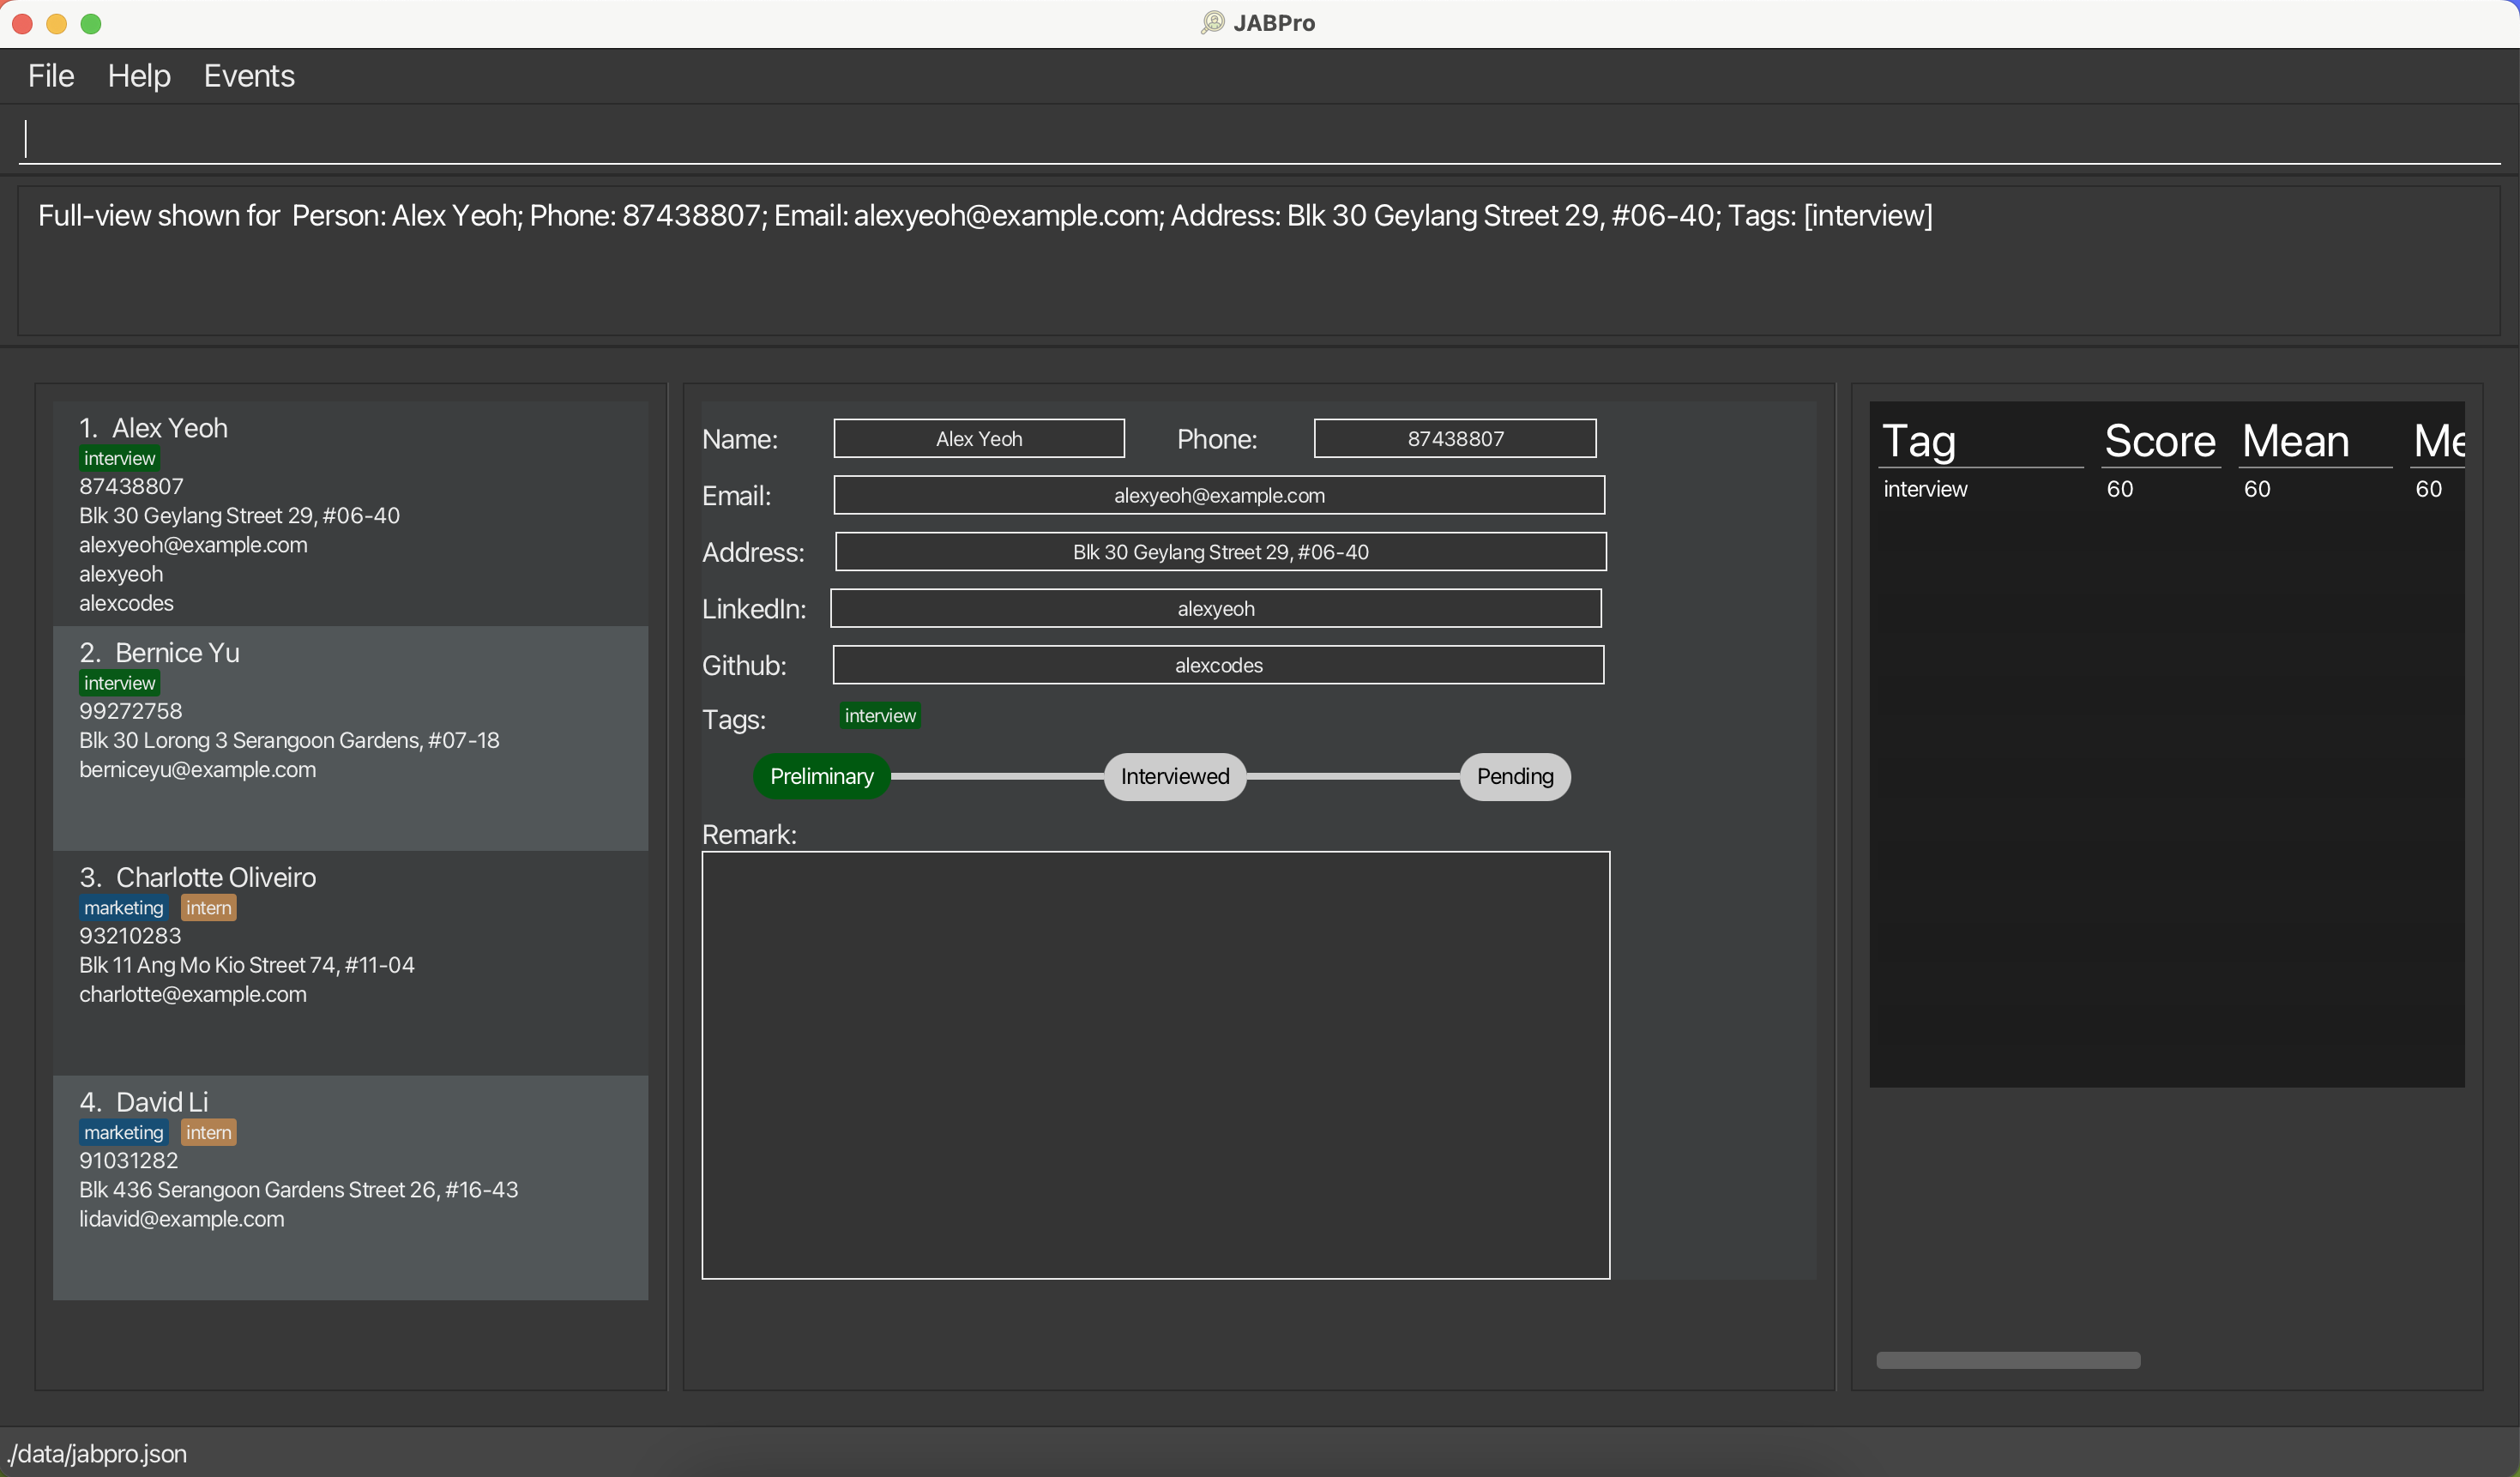 JABPro
File Help Events
Full-view shown for  Person: Alex Yeoh; Phone: 87438807; Email: alexyeoh@example.com; Address: Blk 30 Geylang Street 29, #06-40; Tags: [interview]
1. Alex Yeoh
interview
87438807
Blk 30 Geylang Street 29, #06-40
alexyeoh@example.com
alexyeoh
alexcodes
2. Bernice Yu
interview
99272758
Blk 30 Lorong 3 Serangoon Gardens, #07-18
berniceyu@example.com
3. Charlotte Oliveiro
marketing intern
93210283
Blk 11 Ang Mo Kio Street 74, #11-04
charlotte@example.com
4. David Li
marketing intern
91031282
Blk 436 Serangoon Gardens Street 26, #16-43
lidavid@example.com
Name: Alex Yeoh Phone: 87438807
Email: alexyeoh@example.com
Address: Blk 30 Geylang Street 29, #06-40
LinkedIn: alexyeoh
Github: alexcodes
Tags: interview
Preliminary Interviewed Pending
Remark:
Tag Score Mean Me
interview 60 60 60
./data/jabpro.json